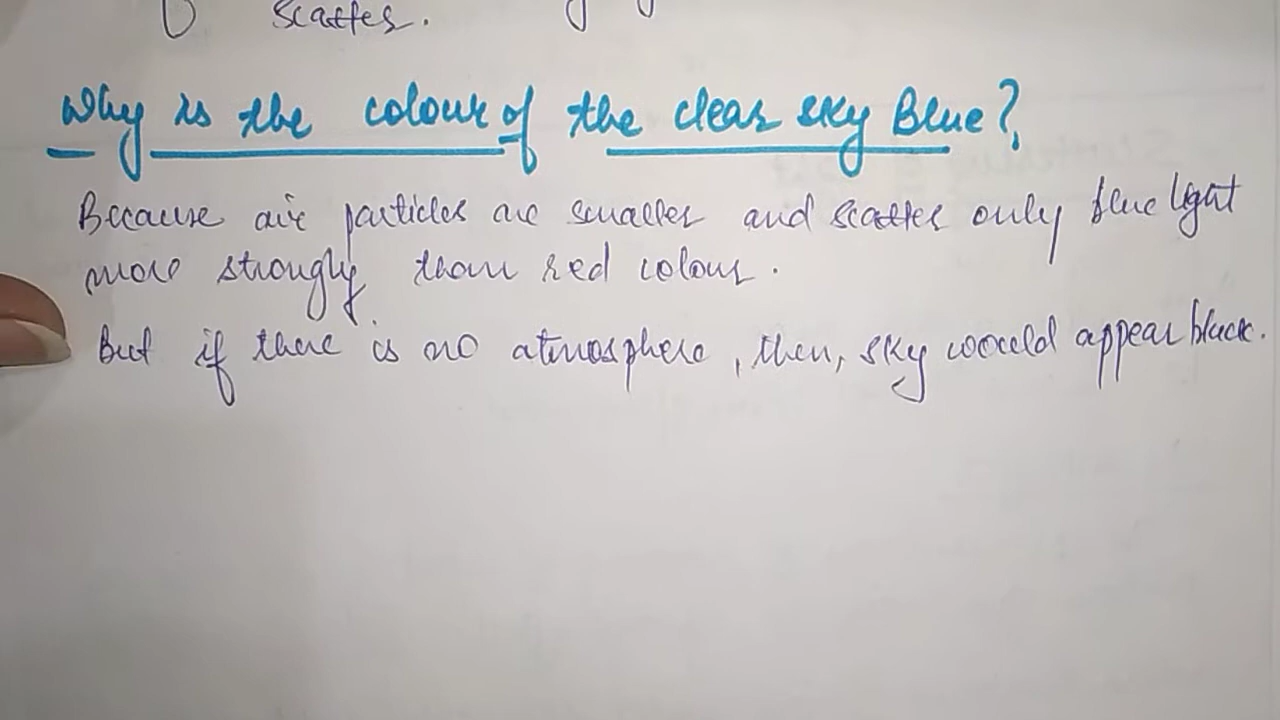 scatter.
Why is the colour of the clear sky Blue?
Because air particles are smaller and scatter only blue light
more strongly than red colour.
But if there is no atmosphere, then, sky would appear black.